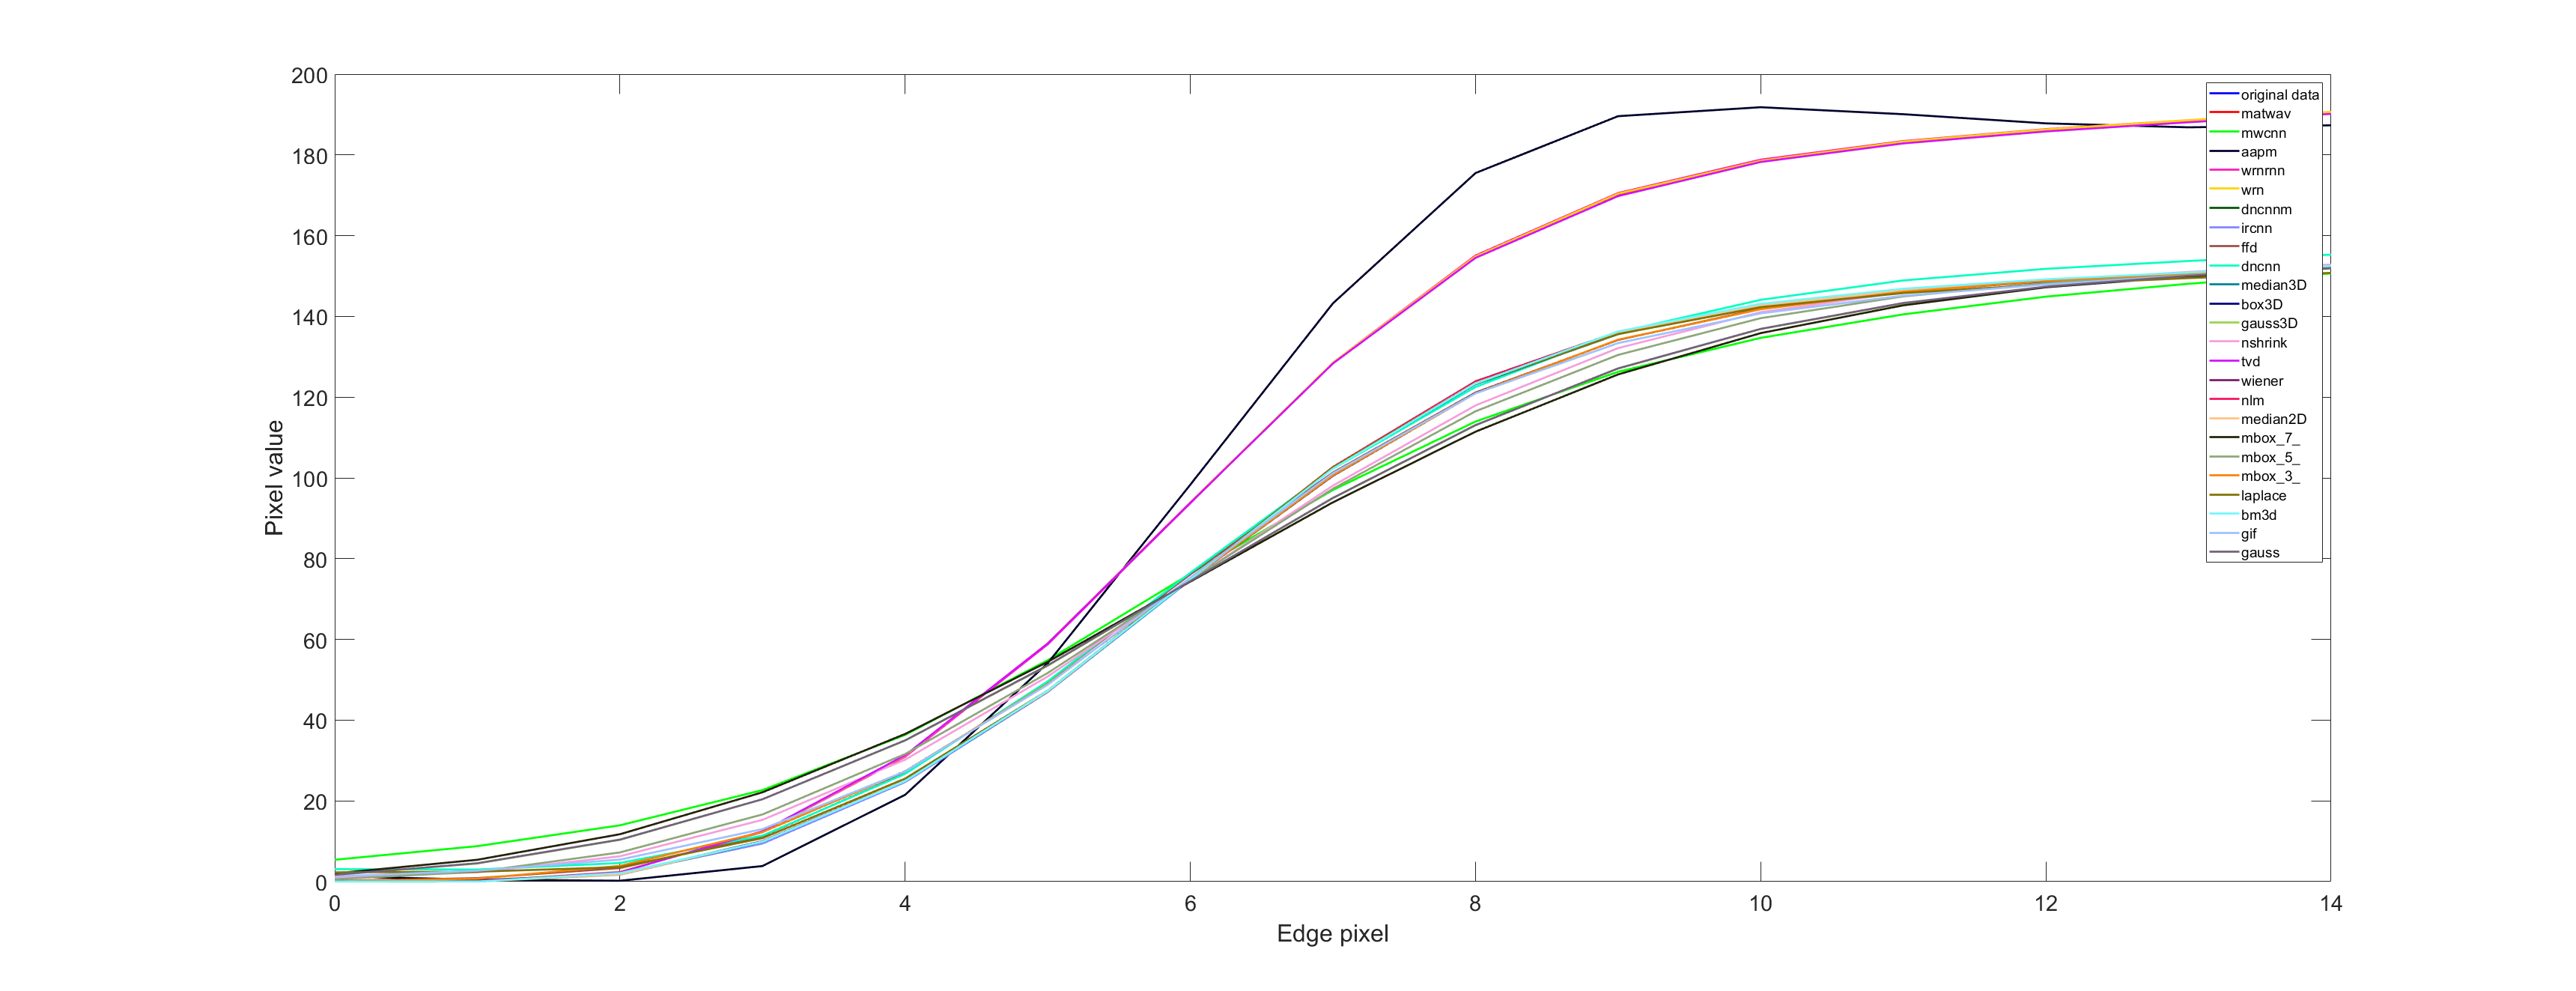 200
180
160
140
120
100
80
60
40
20
0
Pixel value
0 2 4 6 8 10 12 14
Edge pixel
original data
matwav
mwcnn
aapm
wrnrnn
wrn
dncnnm
ircnn
ffd
dncnn
median3D
box3D
gauss3D
nshrink
tvd
wiener
nlm
median2D
mbox_7_
mbox_5_
mbox_3_
laplace
bm3d
gif
gauss